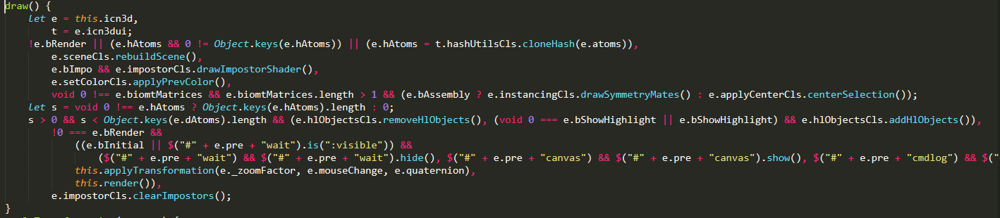 draw() {
    let e = this.icn3d,
        t = e.icn3dui;
    !e.bRender || (e.hAtoms && 0 != Object.keys(e.hAtoms)) || (e.hAtoms = t.hashUtilsCls.cloneHash(e.atoms)),
        e.sceneCls.rebuildScene(),
        e.bImpo && e.impostorCls.drawImpostorShader(),
        e.setColorCls.applyPrevColor(),
        void 0 !== e.biomtMatrices && e.biomtMatrices.length > 1 && (e.bAssembly ? e.instancingCls.drawSymmetryMates() : e.applyCenterCls.centerSelection());
    let s = void 0 !== e.hAtoms ? Object.keys(e.hAtoms).length : 0;
    s > 0 && s < Object.keys(e.dAtoms).length && (e.hlObjectsCls.removeHlObjects(), (void 0 === e.bShowHighlight || e.bShowHighlight) && e.hlObjectsCls.addHlObjects()),
        !0 === e.bRender &&
            ((e.bInitial || $("#" + e.pre + "wait").is(":visible")) &&
                ($("#" + e.pre + "wait") && $("#" + e.pre + "wait").hide(), $("#" + e.pre + "canvas") && $("#" + e.pre + "canvas").show(), $("#" + e.pre + "cmdlog") && $("
            this.applyTransformation(e._zoomFactor, e.mouseChange, e.quaternion),
            this.render()),
        e.impostorCls.clearImpostors();
}